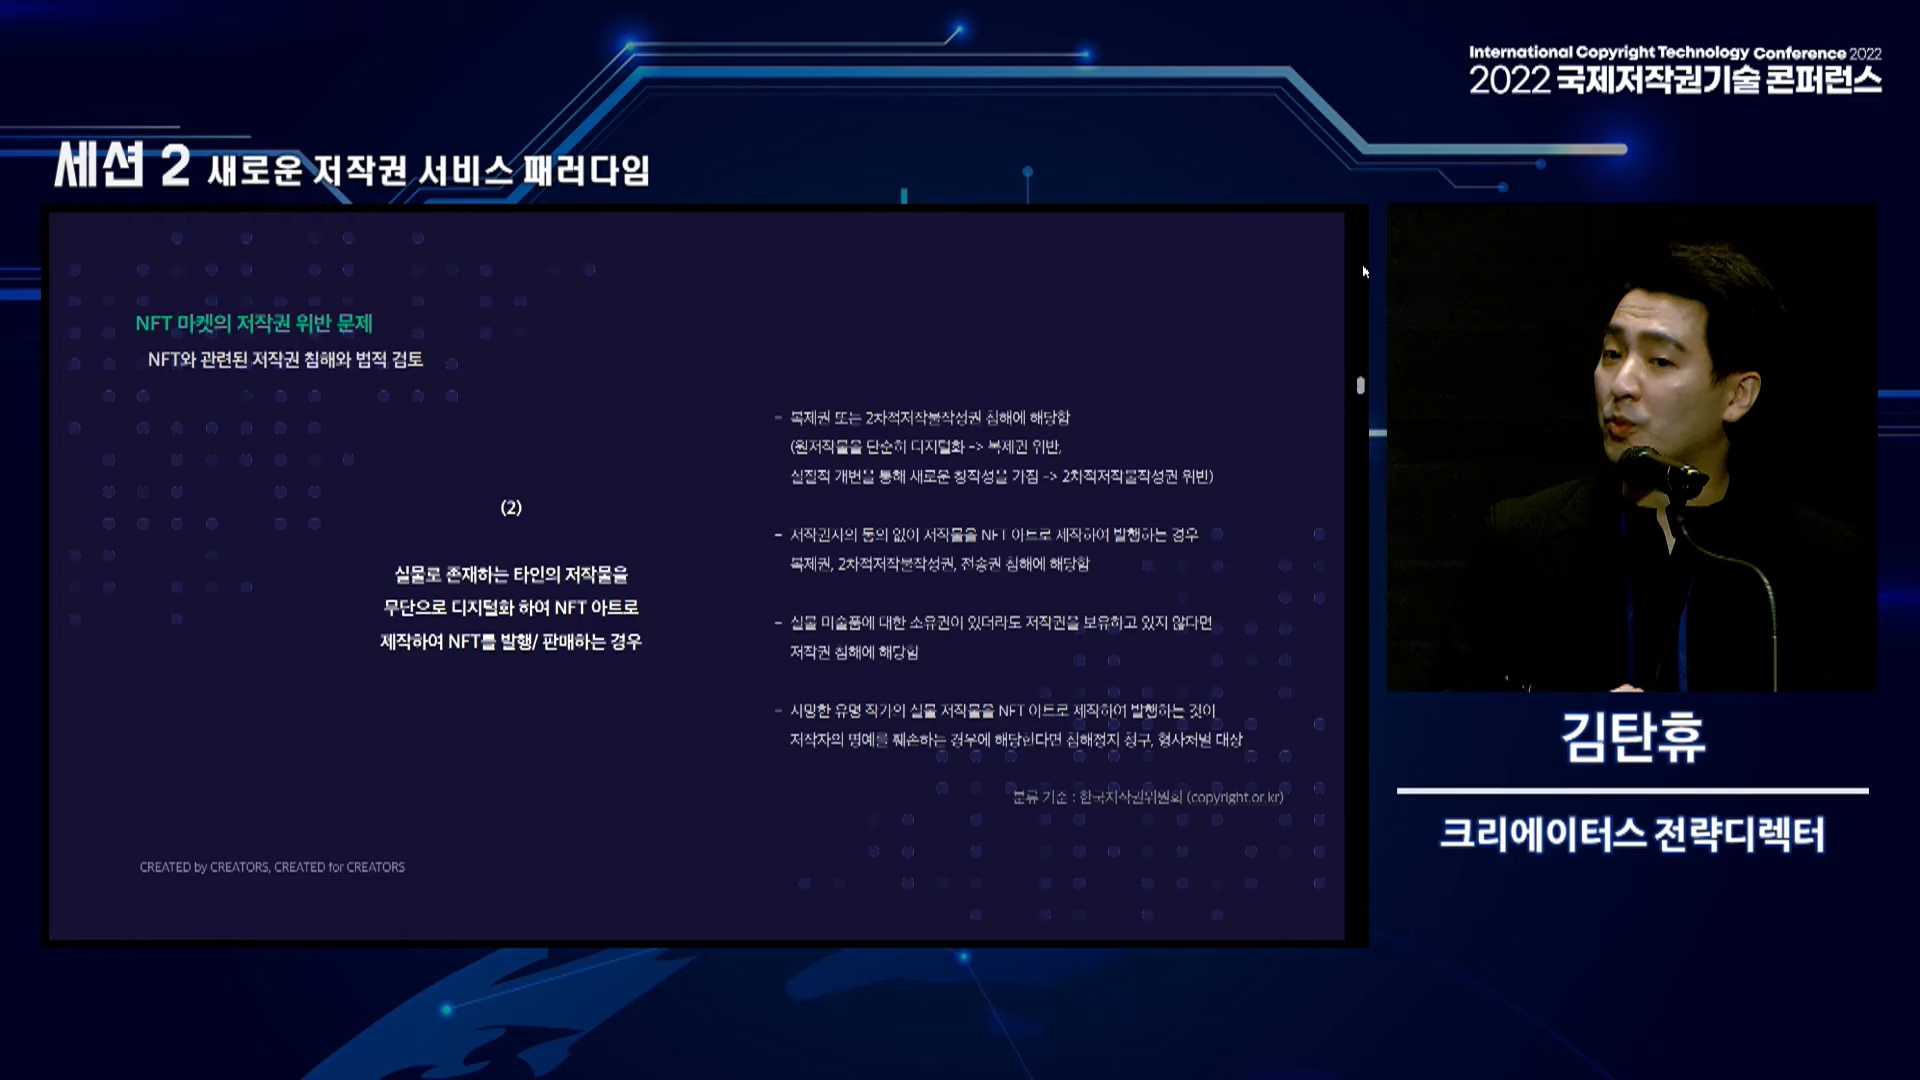 International Copyright Technology Conference 2022
2022 국제저작권기술 콘퍼런스
세션 2 새로운 저작권 서비스 패러다임
NFT 마켓의 저작권 위반 문제
NFT와 관련된 저작권 침해와 법적 검토
(2)
실물로 존재하는 타인의 저작물을
무단으로 디지털화 하여 NFT 아트로
제작하여 NFT를 발행/ 판매하는 경우
- 복제권 또는 2차적저작물작성권 침해에 해당함
(원저작물을 단순히 디지털화 -> 복제권 위반,
실질적 개변을 통해 새로운 창작성을 가짐 -> 2차적저작물작성권 위반)
- 저작권자의 동의 없이 저작물을 NFT 아트로 제작하여 발행하는 경우
복제권, 2차적저작물작성권, 전송권 침해에 해당함
- 실물 미술품에 대한 소유권이 있더라도 저작권을 보유하고 있지 않다면
저작권 침해에 해당함
- 사망한 유명 작가의 실물 저작물을 NFT 아트로 제작하여 발행하는 것이
저작자의 명예를 훼손하는 경우에 해당한다면 침해정지 청구, 형사처벌 대상
분류 기준 : 한국저작권위원회 (copyright.or.kr)
CREATED by CREATORS, CREATED for CREATORS
김탄휴
크리에이터스 전략디렉터